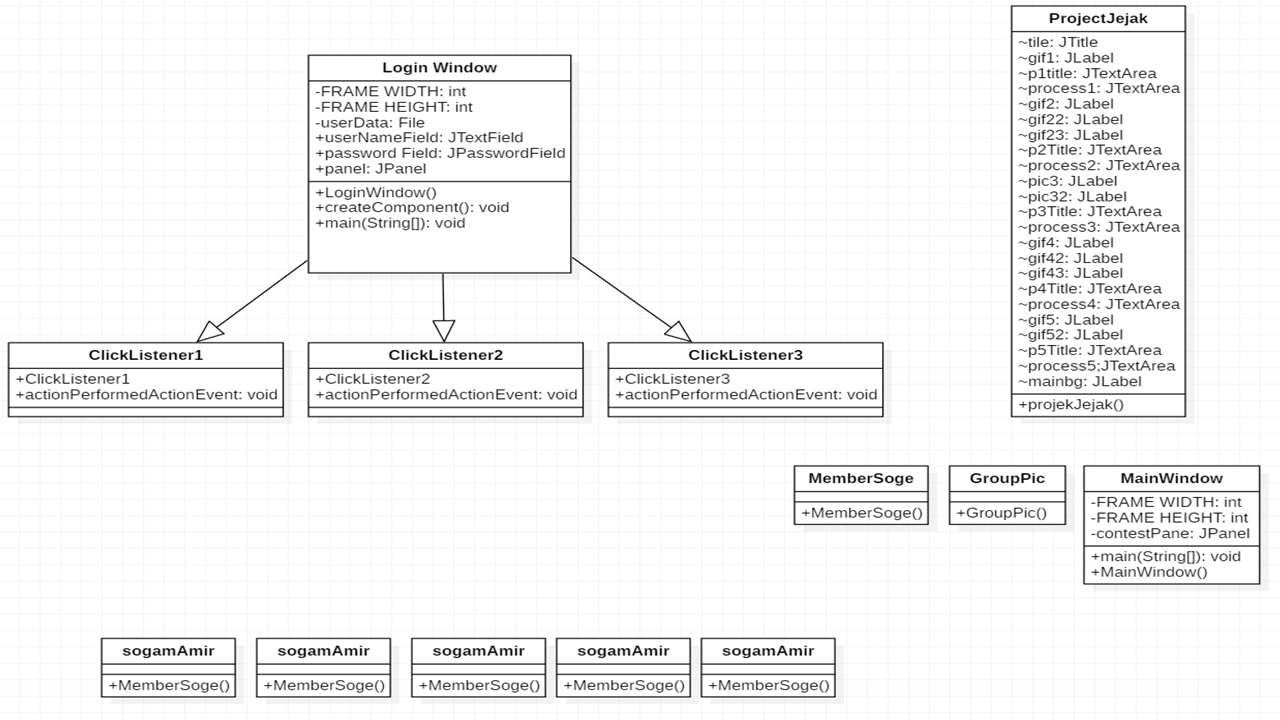 Login Window
-FRAME WIDTH: int
-FRAME HEIGHT: int
-userData: File
+userNameField: JTextField
+password Field: JPasswordField
+panel: JPanel
+LoginWindow()
+createComponent(): void
+main(String[]): void
ClickListener1
+ClickListener1
+actionPerformedActionEvent: void
ClickListener2
+ClickListener2
+actionPerformedActionEvent: void
ClickListener3
+ClickListener3
+actionPerformedActionEvent: void
ProjectJejak
~tile: JTitle
~gif1: JLabel
~p1title: JTextArea
~process1: JTextArea
~gif2: JLabel
~gif22: JLabel
~gif23: JLabel
~p2Title: JTextArea
~process2: JTextArea
~pic3: JLabel
~pic32: JLabel
~p3Title: JTextArea
~process3: JTextArea
~gif4: JLabel
~gif42: JLabel
~gif43: JLabel
~p4Title: JTextArea
~process4: JTextArea
~gif5: JLabel
~gif52: JLabel
~p5Title: JTextArea
~process5;JTextArea
~mainbg: JLabel
+projekJejak()
MemberSoge
+MemberSoge()
GroupPic
+GroupPic()
MainWindow
-FRAME WIDTH: int
-FRAME HEIGHT: int
-contestPane: JPanel
+main(String[]): void
+MainWindow()
sogamAmir
+MemberSoge()
sogamAmir
+MemberSoge()
sogamAmir
+MemberSoge()
sogamAmir
+MemberSoge()
sogamAmir
+MemberSoge()